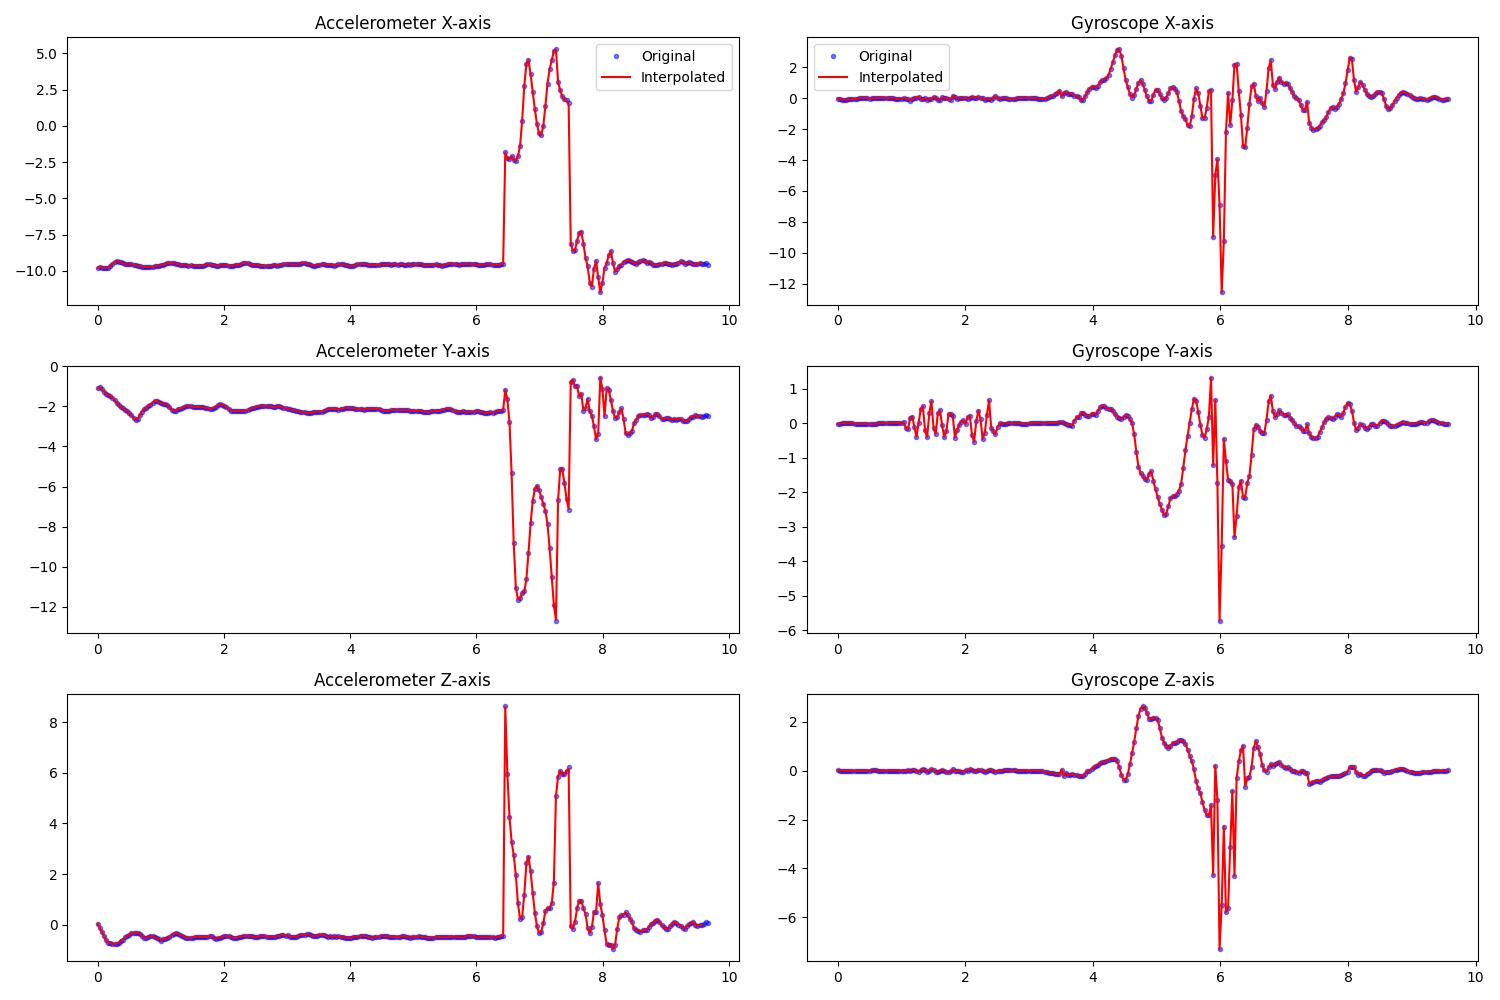 Accelerometer X-axis
5.0
2.5
0.0
−2.5
−5.0
−7.5
−10.0
0 2 4 6 8 10
Original
Interpolated
Gyroscope X-axis
2
0
−2
−4
−6
−8
−10
−12
0 2 4 6 8 10
Original
Interpolated
Accelerometer Y-axis
0
−2
−4
−6
−8
−10
−12
0 2 4 6 8 10
Gyroscope Y-axis
1
0
−1
−2
−3
−4
−5
−6
0 2 4 6 8 10
Accelerometer Z-axis
8
6
4
2
0
0 2 4 6 8 10
Gyroscope Z-axis
2
0
−2
−4
−6
0 2 4 6 8 10